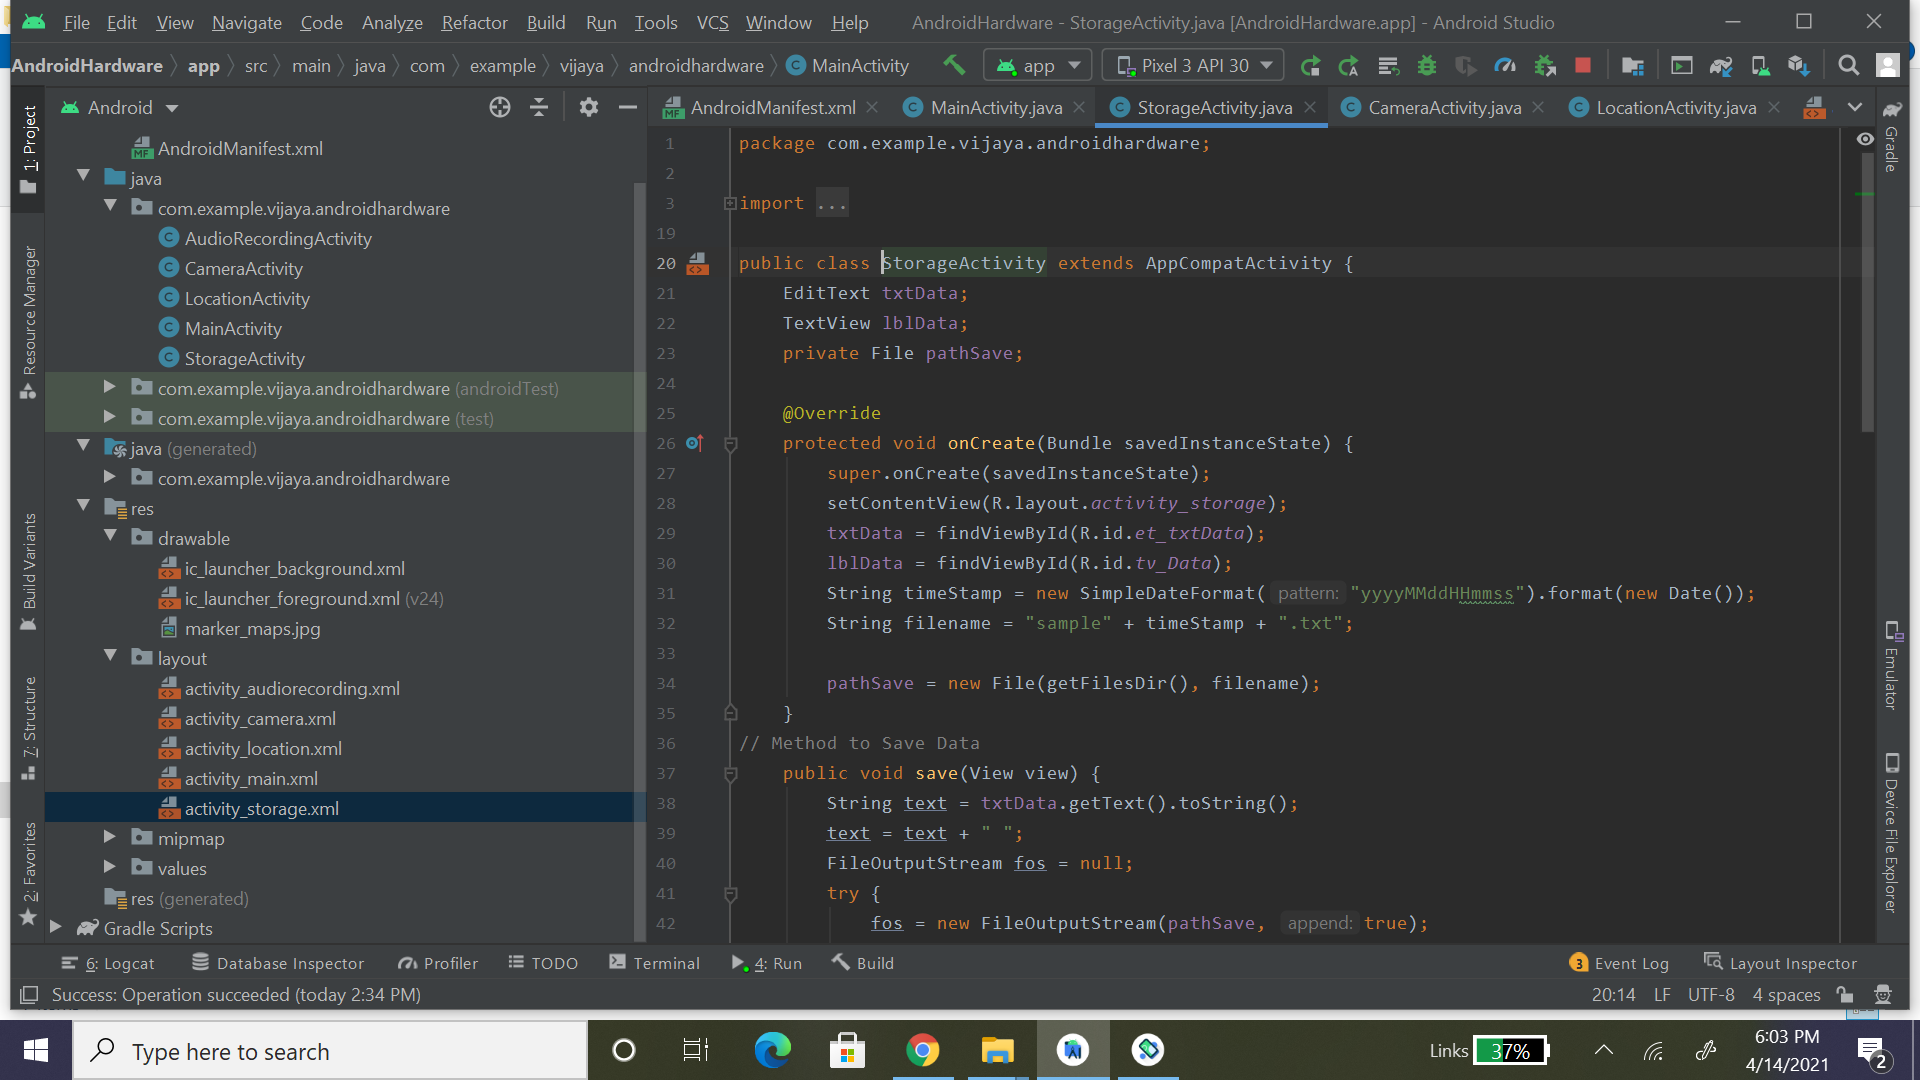 File Edit View Navigate Code Analyze Refactor Build Run Tools VCS Window Help AndroidHardware - StorageActivity.java [AndroidHardware.app] - Android Studio
AndroidHardware app src main java com example vijaya androidhardware MainActivity app Pixel 3 API 30
Android
AndroidManifest.xml MainActivity.java StorageActivity.java CameraActivity.java LocationActivity.java
1: Project
Resource Manager
Build Variants
7: Structure
2: Favorites
AndroidManifest.xml
java
com.example.vijaya.androidhardware
AudioRecordingActivity
CameraActivity
LocationActivity
MainActivity
StorageActivity
com.example.vijaya.androidhardware (androidTest)
com.example.vijaya.androidhardware (test)
java (generated)
com.example.vijaya.androidhardware
res
drawable
ic_launcher_background.xml
ic_launcher_foreground.xml (v24)
marker_maps.jpg
layout
activity_audiorecording.xml
activity_camera.xml
activity_location.xml
activity_main.xml
activity_storage.xml
mipmap
values
res (generated)
Gradle Scripts
1 package com.example.vijaya.androidhardware;
2
3 import ...
19
20 public class StorageActivity extends AppCompatActivity {
21 EditText txtData;
22 TextView lblData;
23 private File pathSave;
24
25 @Override
26 protected void onCreate(Bundle savedInstanceState) {
27 super.onCreate(savedInstanceState);
28 setContentView(R.layout.activity_storage);
29 txtData = findViewById(R.id.et_txtData);
30 lblData = findViewById(R.id.tv_Data);
31 String timeStamp = new SimpleDateFormat( pattern: "yyyyMMddHHmmss").format(new Date());
32 String filename = "sample" + timeStamp + ".txt";
33
34 pathSave = new File(getFilesDir(), filename);
35 }
36 // Method to Save Data
37 public void save(View view) {
38 String text = txtData.getText().toString();
39 text = text + " ";
40 FileOutputStream fos = null;
41 try {
42 fos = new FileOutputStream(pathSave, append: true);
Gradle
Emulator
Device File Explorer
6: Logcat Database Inspector Profiler TODO Terminal 4: Run Build 3 Event Log Layout Inspector
Success: Operation succeeded (today 2:34 PM) 20:14 LF UTF-8 4 spaces
Type here to search Links 37% 6:03 PM
4/14/2021 2